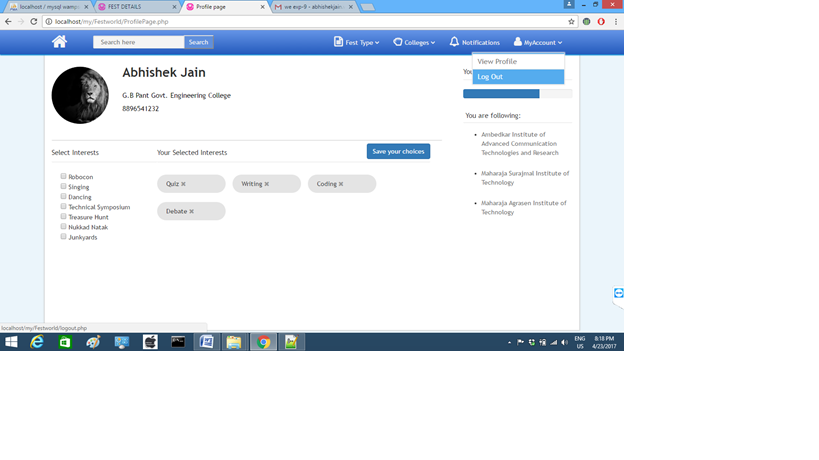 localhost / mysql wamps
FEST DETAILS
Profile page
we exp-9 - abhishekjain
localhost/my/Festworld/ProfilePage.php
Search here
Search
Fest Type
Colleges
Notifications
MyAccount
View Profile
Log Out
Abhishek Jain
G.B Pant Govt. Engineering College
8896541232
You are following:
Ambedkar Institute of
Advanced Communication
Technologies and Research
Maharaja Surajmal Institute of
Technology
Maharaja Agrasen Institute of
Technology
Select Interests
Your Selected Interests
Save your choices
Robocon
Singing
Dancing
Technical Symposium
Treasure Hunt
Nukkad Natak
Junkyards
Quiz ✖
Writing ✖
Coding ✖
Debate ✖
localhost/my/Festworld/logout.php
ENG
US
8:18 PM
4/23/2017